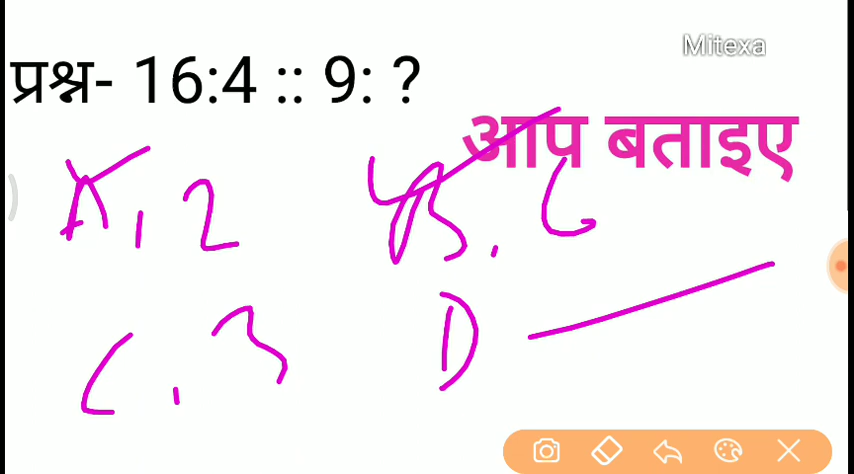 Mitexa
प्रश्न- 16:4 :: 9: ?
आप बताइए
A, 2 B. 6
C, 3 D